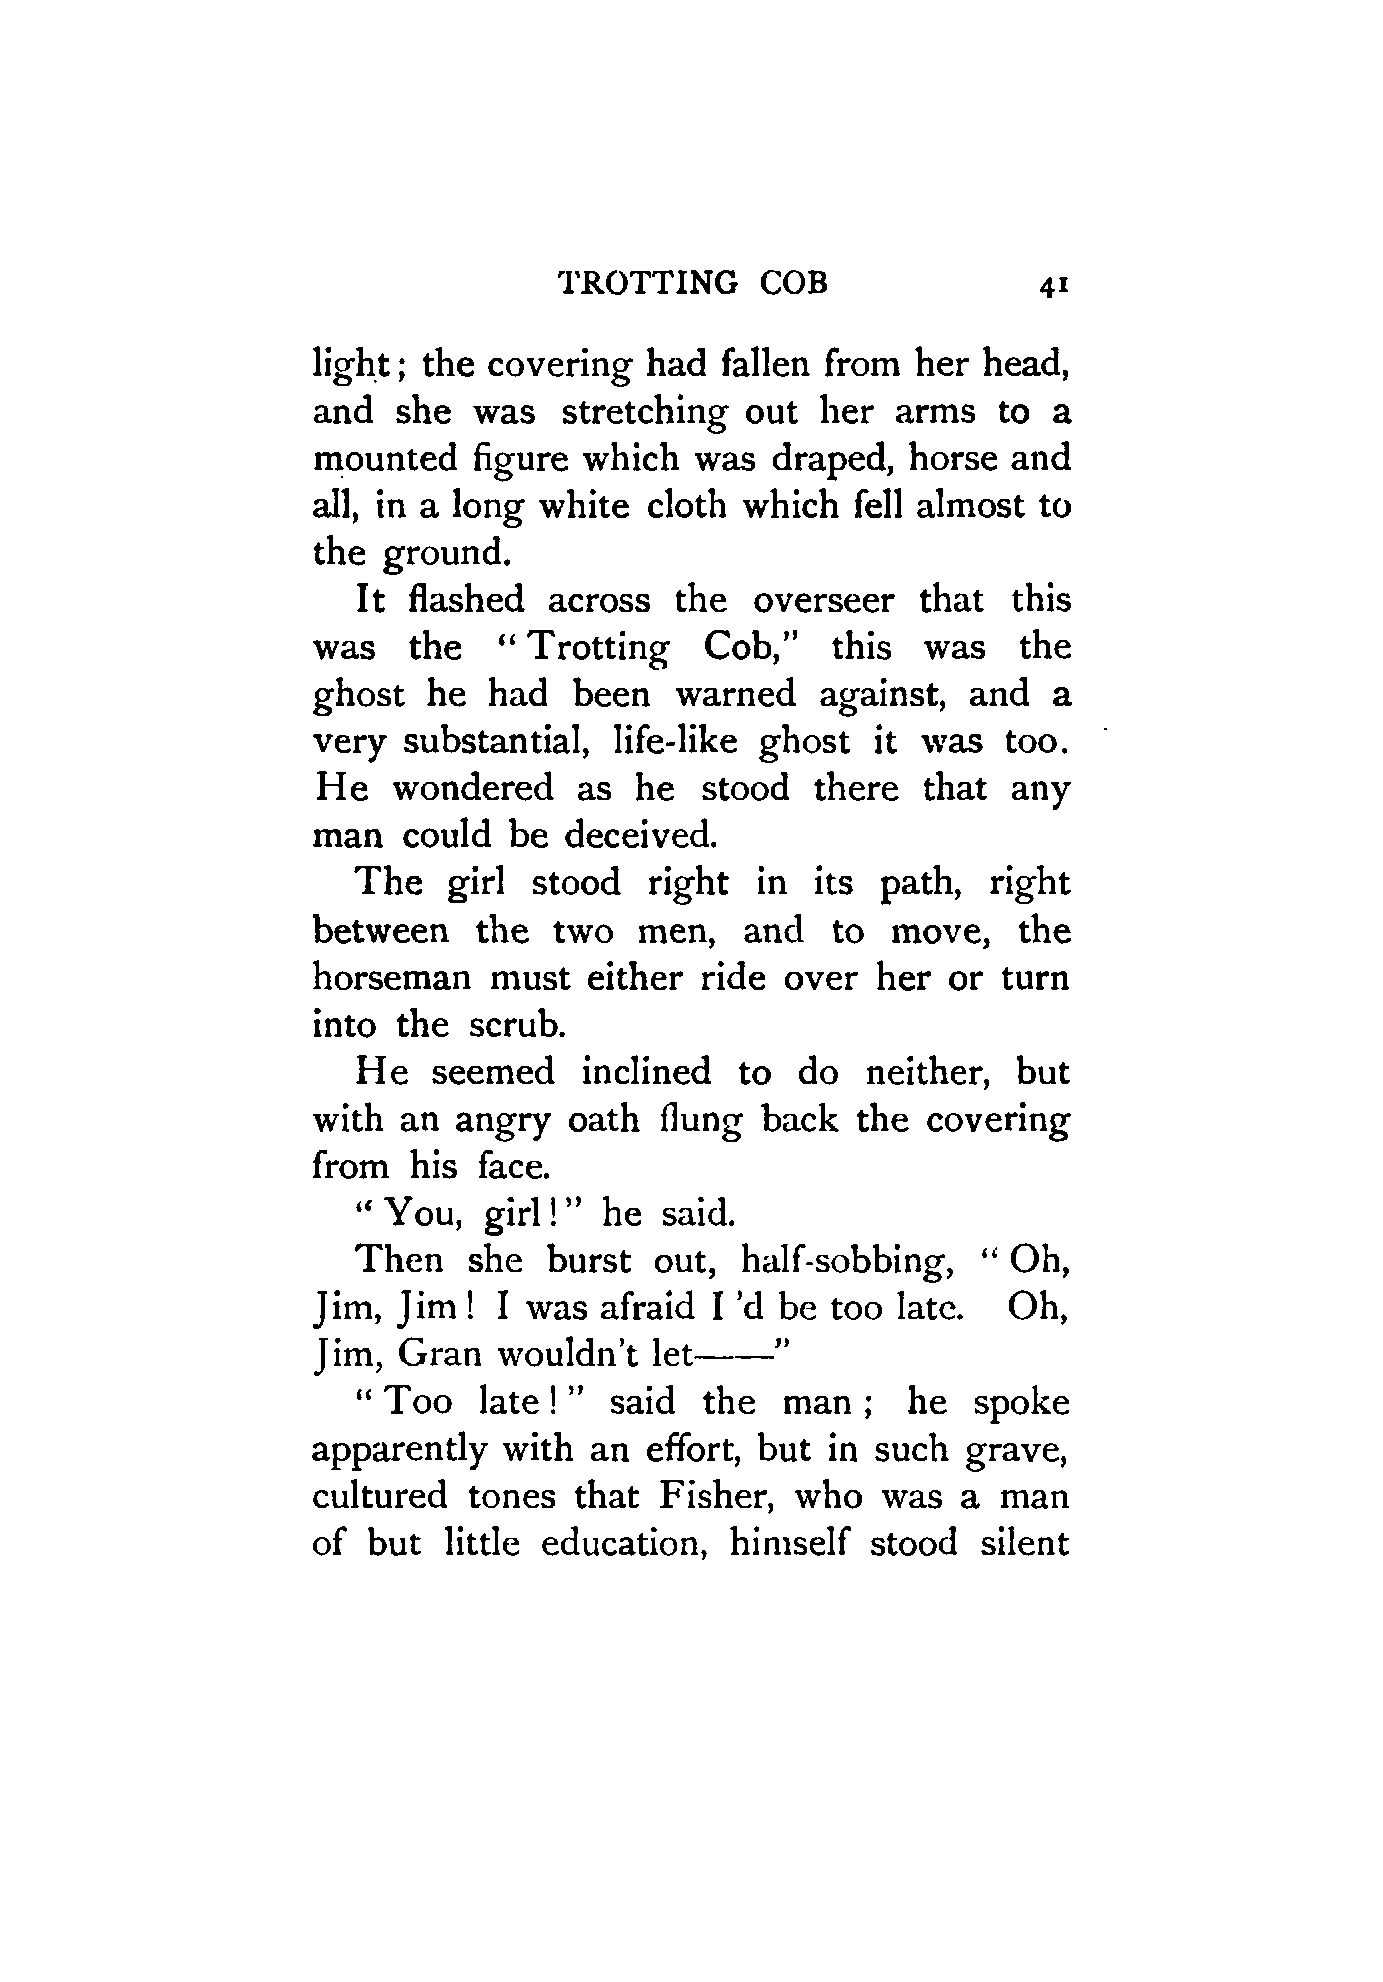 TROTTING COB 41
light; the covering had fallen from her head,
and she was stretching out her arms to a
mounted figure which was draped, horse and
all, in a long white cloth which fell almost to
the ground.
It flashed across the overseer that this
was the “Trotting Cob,” this was the
ghost he had been warned against, and a
very substantial, life-like ghost it was too.
He wondered as he stood there that any
man could be deceived.
The girl stood right in its path, right
between the two men, and to move, the
horseman must either ride over her or turn
into the scrub.
He seemed inclined to do neither, but
with an angry oath flung back the covering
from his face.
“You, girl!” he said.
Then she burst out, half-sobbing, “Oh,
Jim, Jim! I was afraid I 'd be too late. Oh,
Jim, Gran wouldn't let——”
“Too late!” said the man; he spoke
apparently with an effort, but in such grave,
cultured tones that Fisher, who was a man
of but little education, himself stood silent